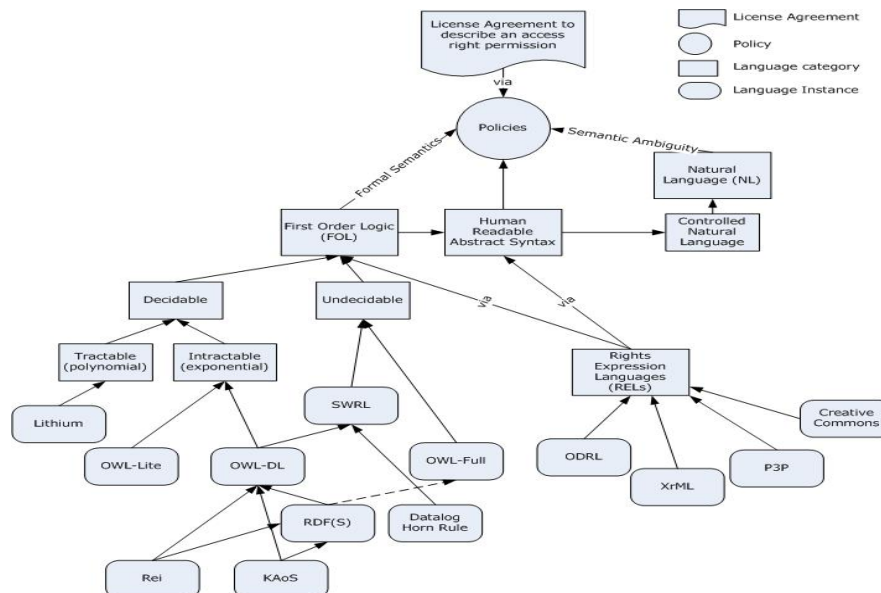 License Agreement to
describe an access
right permission
License Agreement
Policy
Language category
Language Instance
via
Policies
Formal Semantics
Semantic Ambiguity
Natural
Language (NL)
First Order Logic
(FOL)
Human
Readable
Abstract Syntax
Controlled
Natural
Language
Decidable
Undecidable
via
via
Tractable
(polynomial)
Intractable
(exponential)
Rights
Expression
Languages
(RELs)
Lithium
SWRL
Creative
Commons
OWL-Lite
OWL-DL
OWL-Full
ODRL
XrML
P3P
RDF(S)
Datalog
Horn Rule
Rei
KAoS